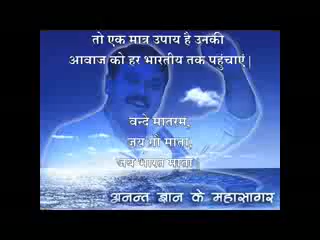 तो एक मात्र उपाय है उनकी
आवाज को हर भारतीय तक पहुंचाएं |
वन्दे मातरम्,
जय गौ माता,
जय भारत माता |
अनन्त ज्ञान के महासागर